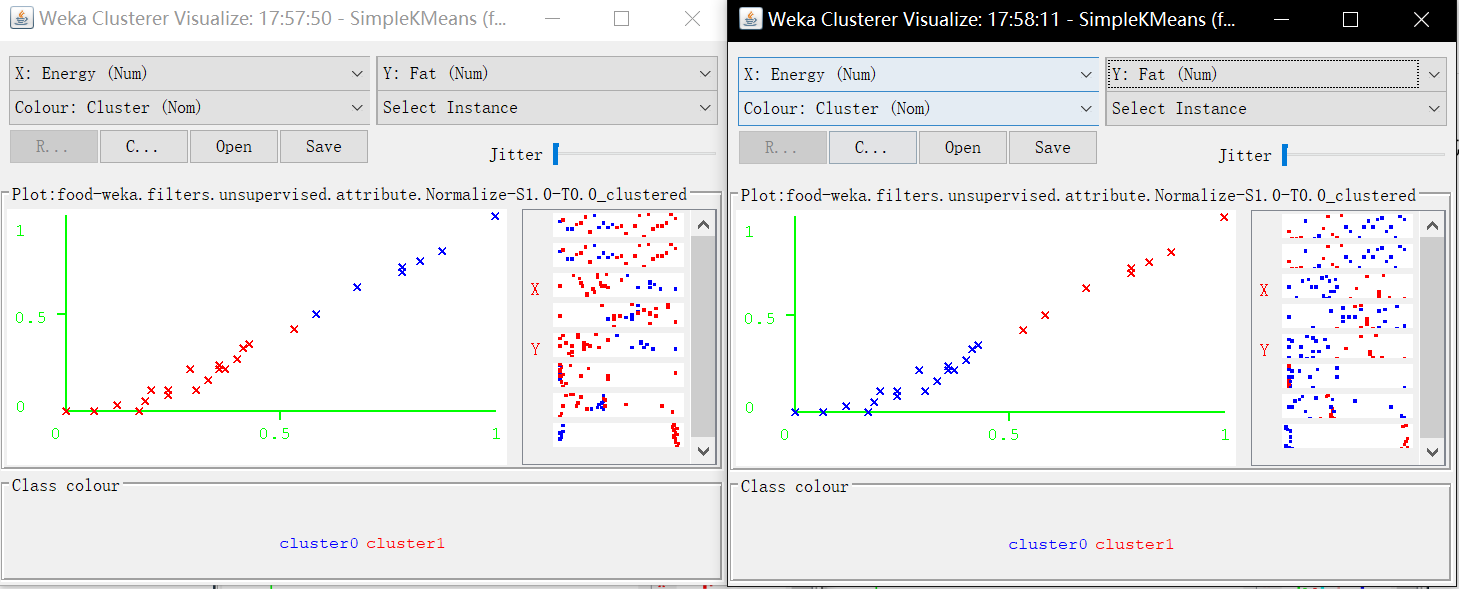 Weka Clusterer Visualize: 17:57:50 - SimpleKMeans (f...
X: Energy (Num)
Y: Fat (Num)
Colour: Cluster (Nom)
Select Instance
R...
C...
Open
Save
Jitter
Plot:food-weka.filters.unsupervised.attribute.Normalize-S1.0-T0.0_clustered
1
0.5
0
0
0.5
1
X
Y
Class colour
cluster0 cluster1
Weka Clusterer Visualize: 17:58:11 - SimpleKMeans (f...
X: Energy (Num)
Y: Fat (Num)
Colour: Cluster (Nom)
Select Instance
R...
C...
Open
Save
Jitter
Plot:food-weka.filters.unsupervised.attribute.Normalize-S1.0-T0.0_clustered
1
0.5
0
0
0.5
1
X
Y
Class colour
cluster0 cluster1